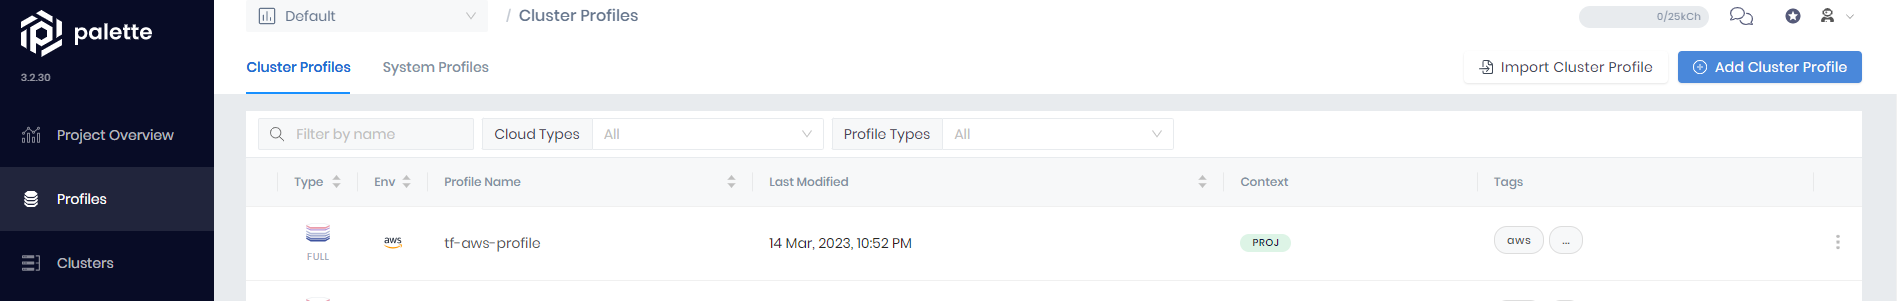 palette
3.2.30
Project Overview
Profiles
Clusters
Default / Cluster Profiles
0/25kCh
Cluster Profiles System Profiles
Import Cluster Profile Add Cluster Profile
Filter by name Cloud Types All Profile Types All
Type Env Profile Name Last Modified Context Tags
FULL aws tf-aws-profile 14 Mar, 2023, 10:52 PM PROJ aws ...